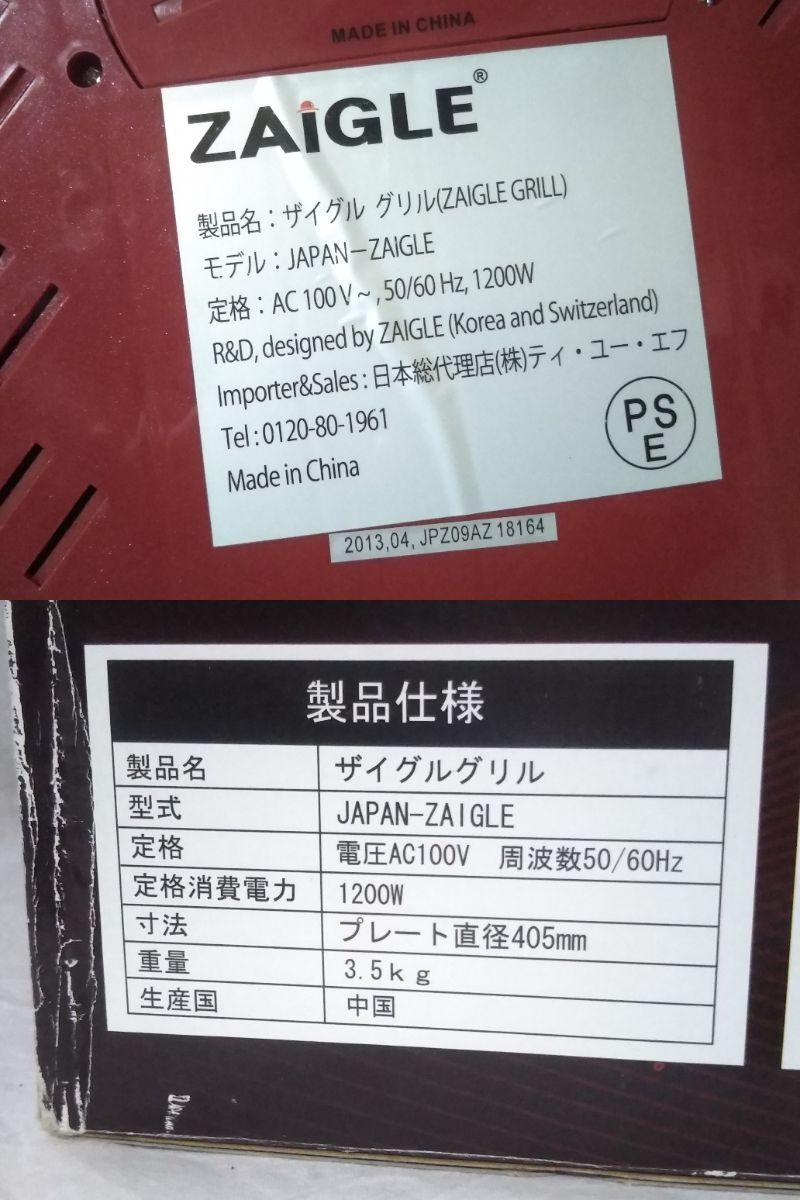 MADE IN CHINA
ZAiGLE®
製品名：ザイグル グリル(ZAIGLE GRILL)
モデル：JAPAN－ZAiGLE
定格：AC 100 V～, 50/60 Hz, 1200W
R&D, designed by ZAIGLE (Korea and Switzerland)
Importer&Sales : 日本総代理店(株)ティ・ユー・エフ
Tel : 0120-80-1961
Made in China
PS
E
2013,04, JPZ09AZ 18164
製品仕様
製品名 ザイグルグリル
型式 JAPAN-ZAIGLE
定格 電圧AC100V 周波数50/60Hz
定格消費電力 1200W
寸法 プレート直径405mm
重量 3.5ｋｇ
生産国 中国